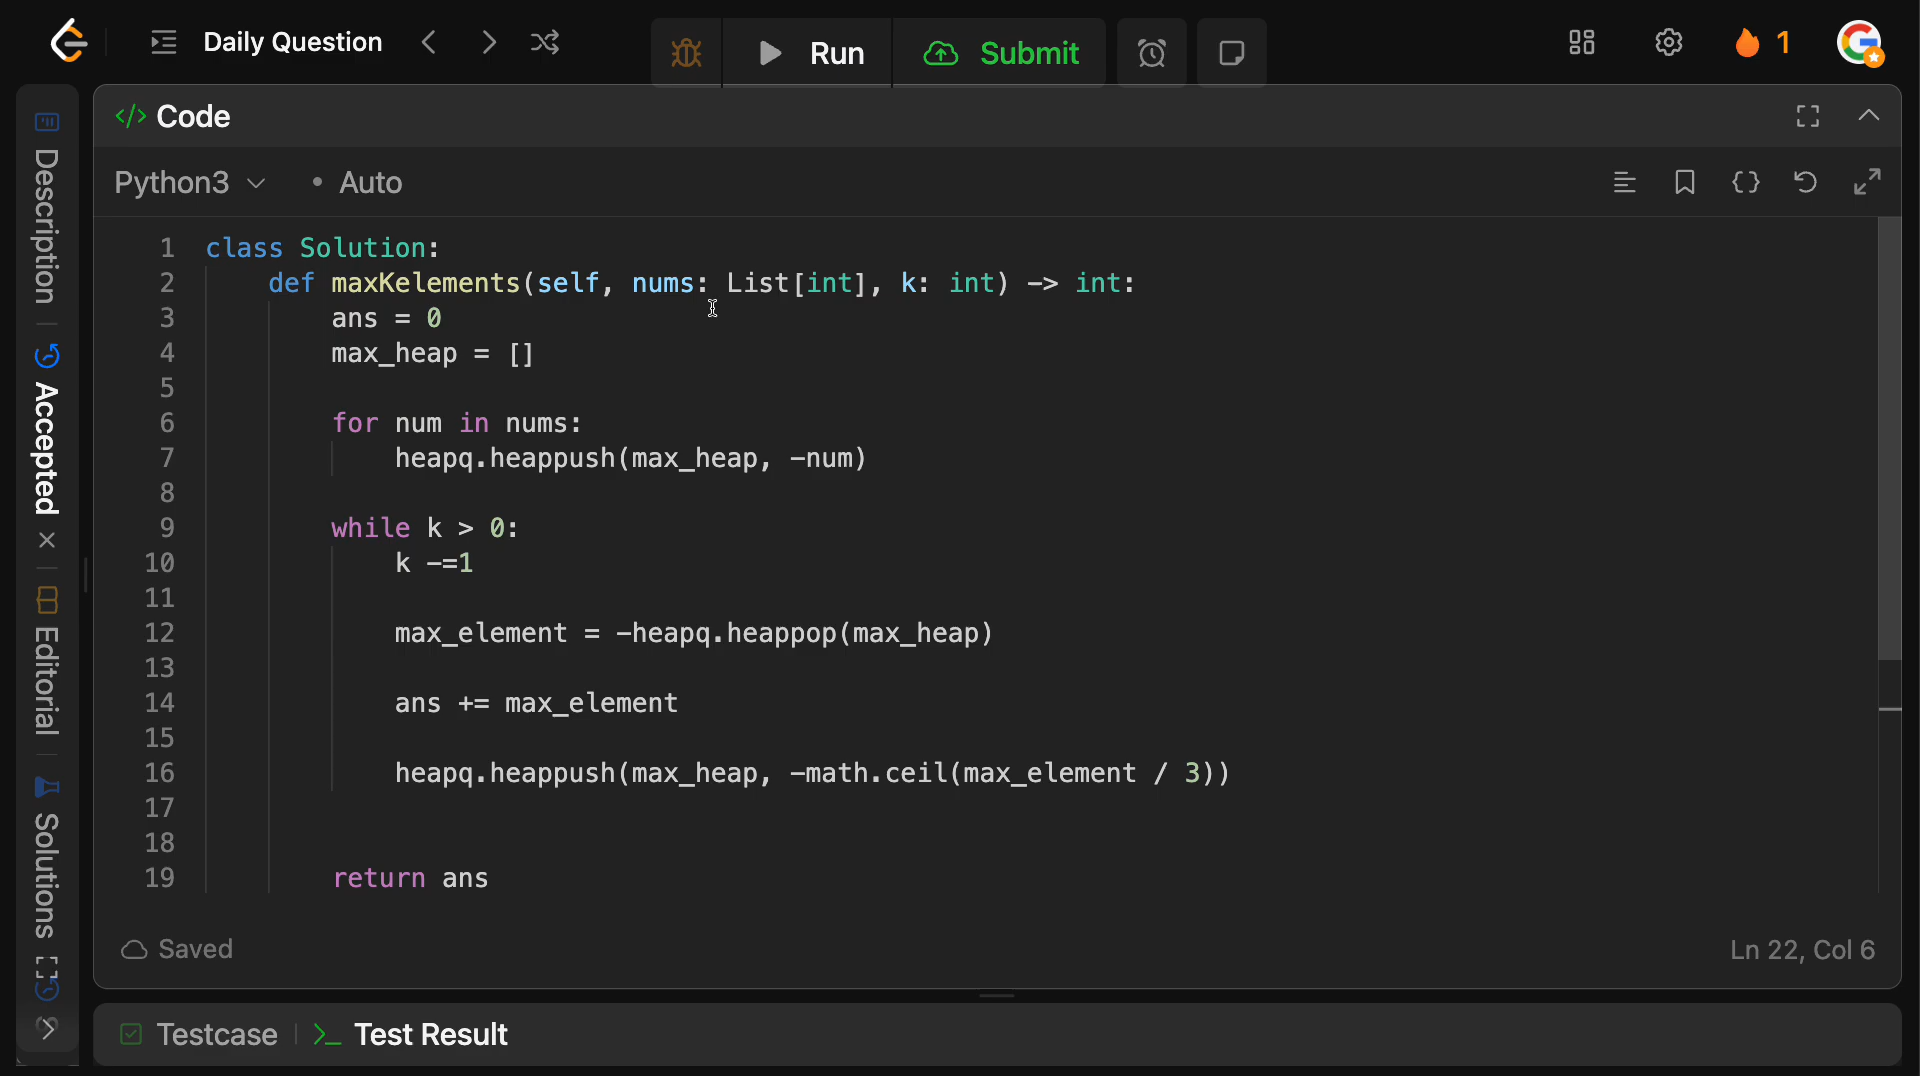 Daily Question
Run
Submit
1
Code
Python3
Auto
Description
Accepted
Editorial
Solutions
1 class Solution:
2 def maxKelements(self, nums: List[int], k: int) -> int:
3 ans = 0
4 max_heap = []
5
6 for num in nums:
7 heapq.heappush(max_heap, -num)
8
9 while k > 0:
10 k -=1
11
12 max_element = -heapq.heappop(max_heap)
13
14 ans += max_element
15
16 heapq.heappush(max_heap, -math.ceil(max_element / 3))
17
18
19 return ans
Saved
Ln 22, Col 6
Testcase
Test Result